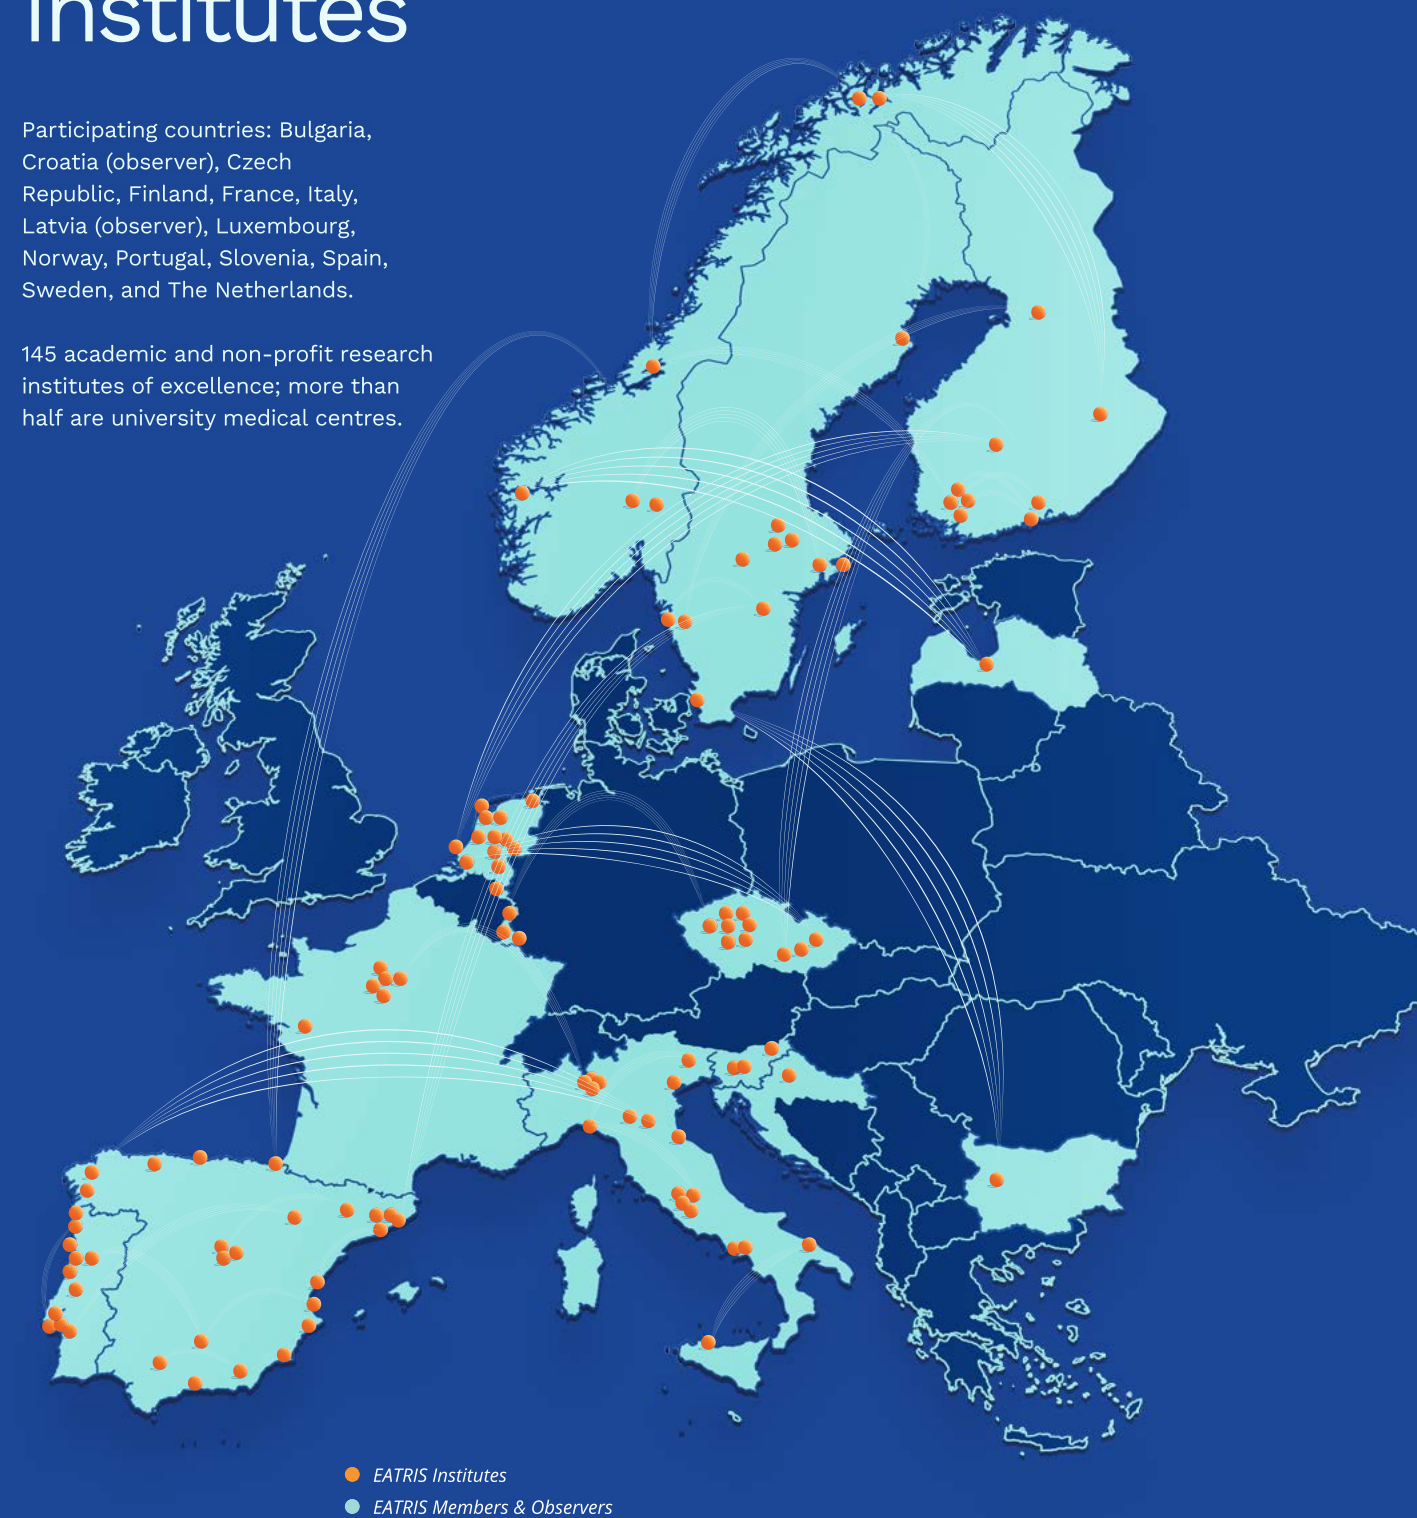 institutes
Participating countries: Bulgaria,
Croatia (observer), Czech
Republic, Finland, France, Italy,
Latvia (observer), Luxembourg,
Norway, Portugal, Slovenia, Spain,
Sweden, and The Netherlands.
145 academic and non-profit research
institutes of excellence; more than
half are university medical centres.
EATRIS Institutes
EATRIS Members & Observers